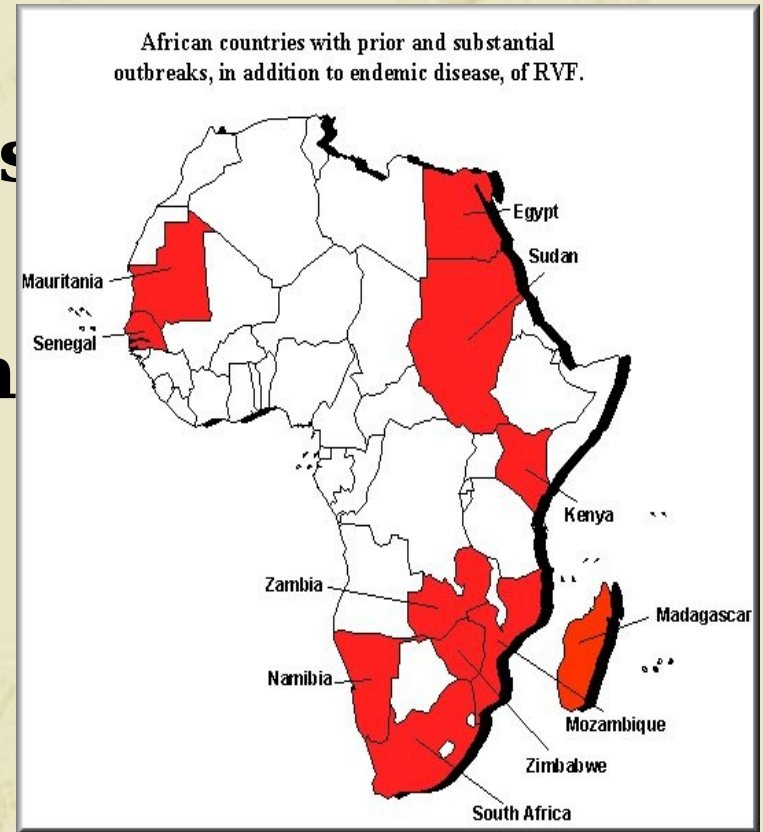 African countries with prior and substantial
outbreaks, in addition to endemic disease, of RVF.
s
n
Egypt
Sudan
Mauritania
Senegal
Kenya
Zambia
Madagascar
Namibia
Mozambique
Zimbabwe
South Africa